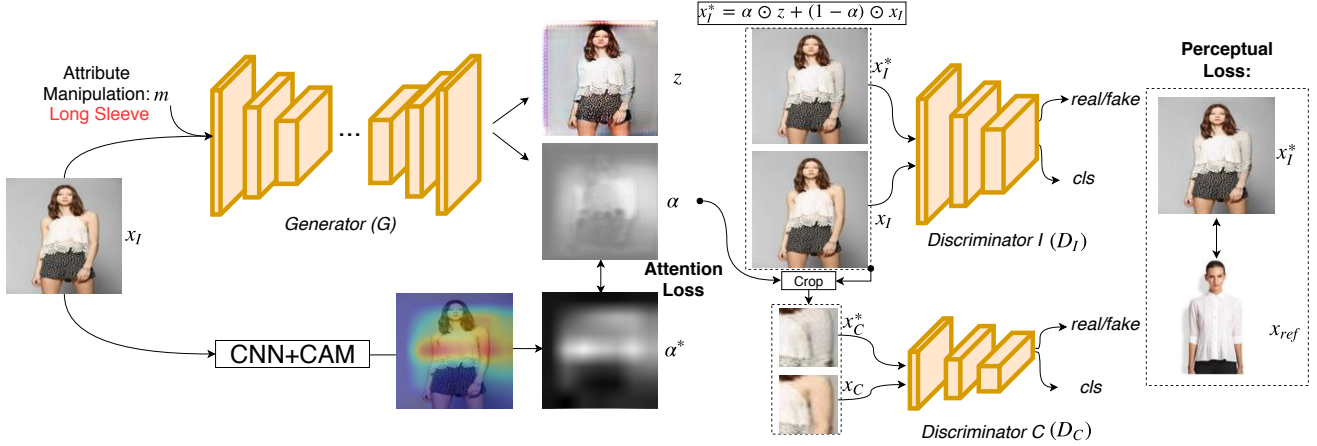 Attribute
Manipulation: m
Long Sleeve
x_I
Generator (G)
CNN+CAM
z
α
Attention
Loss
α*
x_I^* = α ⊙ z + (1 − α) ⊙ x_I
x_I^*
x_I
real/fake
cls
Discriminator I (D_I)
Crop
x_C^*
x_C
real/fake
cls
Discriminator C (D_C)
Perceptual
Loss:
x_I^*
x_ref